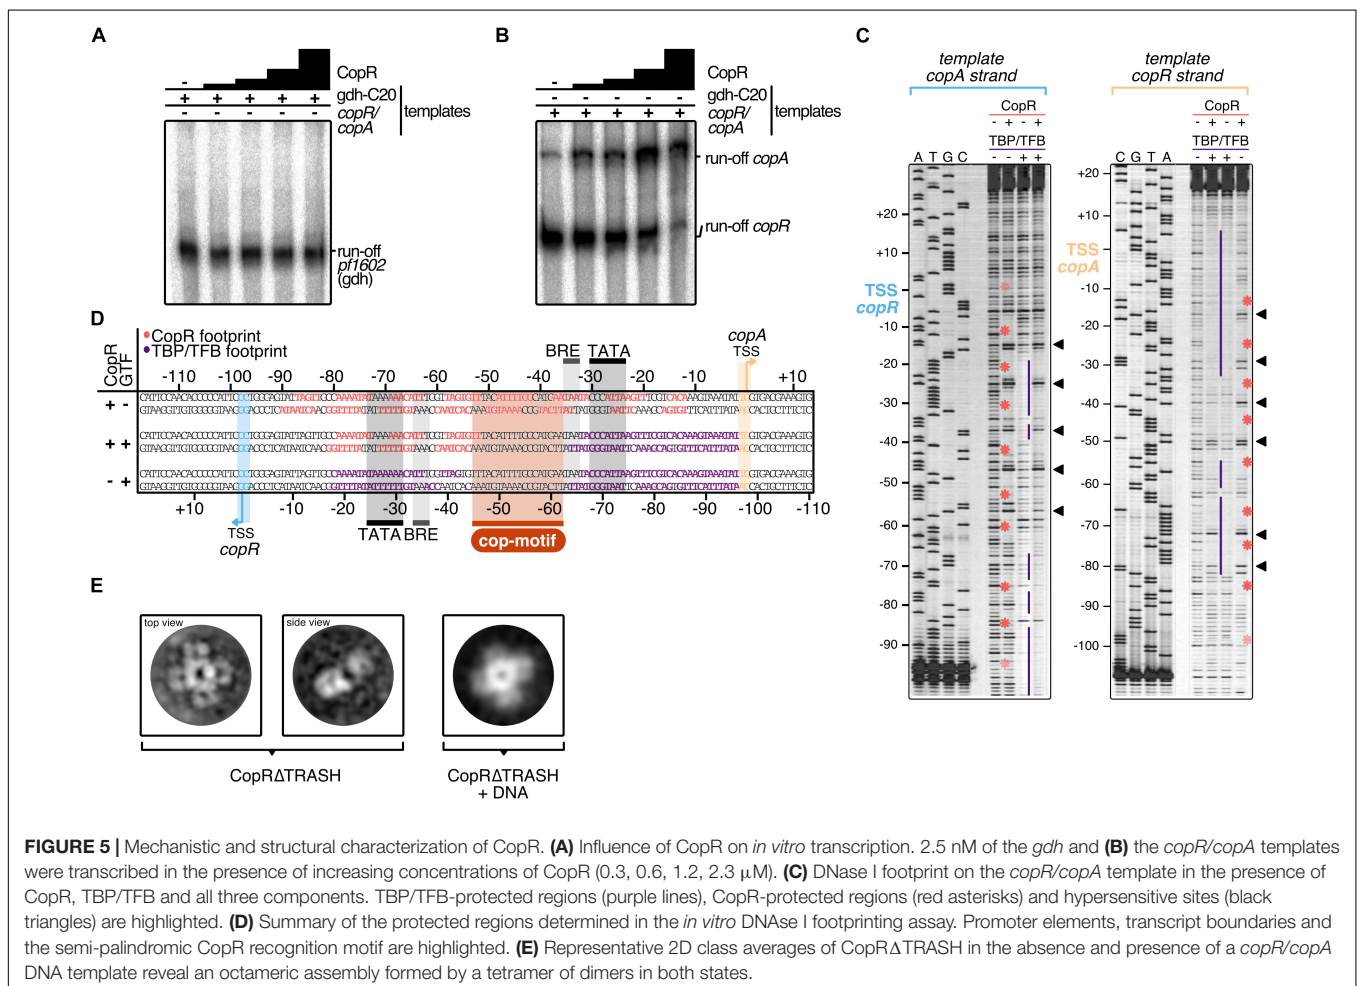 A
CopR
- 
gdh-C20
+ + + + +
copR/
copA
- - - - -
templates
run-off
pf1602
(gdh)
B
CopR
-
gdh-C20
- - - - -
copR/
copA
+ + + + +
templates
run-off copA
run-off copR
C
template
copA strand
CopR
- + - +
TBP/TFB
- - + +
A T G C
+20
+10
TSS
copR
-10
-20
-30
-40
-50
-60
-70
-80
-90
template
copR strand
CopR
- - + +
TBP/TFB
- + + -
C G T A
+20
+10
TSS
copA
-10
-20
-30
-40
-50
-60
-70
-80
-90
-100
D
CopR footprint
TBP/TFB footprint
CopR
GTF
BRE TATA
copA
TSS
-110 -100 -90 -80 -70 -60 -50 -40 -30 -20 +10
+ -
+ +
- +
+10 -10 -20 -30 -40 -50 -60 -70 -80 -90 -100
TSS
copR
TATA BRE
cop-motif
E
top view
side view
CopRΔTRASH
CopRΔTRASH
+ DNA
FIGURE 5 | Mechanistic and structural characterization of CopR. (A) Influence of CopR on in vitro transcription. 2.5 nM of the gdh and (B) the copR/copA templates
were transcribed in the presence of increasing concentrations of CopR (0.3, 0.6, 1.2, 2.3 μM). (C) DNase I footprint on the copR/copA template in the presence of
CopR, TBP/TFB and all three components. TBP/TFB-protected regions (purple lines), CopR-protected regions (red asterisks) and hypersensitive sites (black
triangles) are highlighted. (D) Summary of the protected regions determined in the in vitro DNAse I footprinting assay. Promoter elements, transcript boundaries and
the semi-palindromic CopR recognition motif are highlighted. (E) Representative 2D class averages of CopRΔTRASH in the absence and presence of a copR/copA
DNA template reveal an octameric assembly formed by a tetramer of dimers in both states.